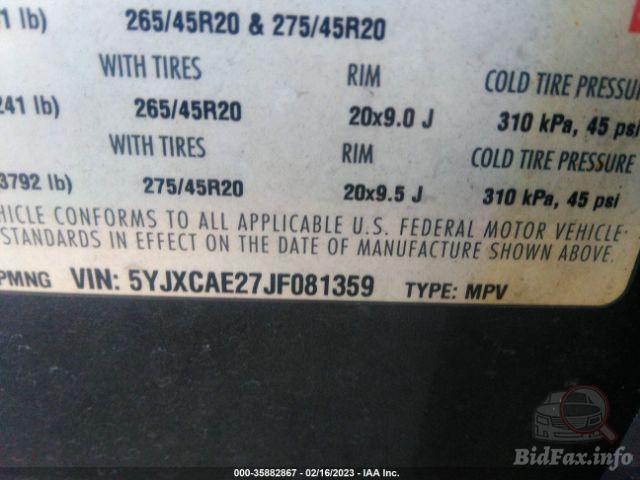 1 lb) 265/45R20 & 275/45R20
WITH TIRES RIM COLD TIRE PRESSU
241 lb) 265/45R20 20x9.0 J 310 kPa, 45 psi
WITH TIRES RIM COLD TIRE PRESSURE
3792 lb) 275/45R20 20x9.5 J 310 kPa, 45 psi
HICLE CONFORMS TO ALL APPLICABLE U.S. FEDERAL MOTOR VEHICLE
STANDARDS IN EFFECT ON THE DATE OF MANUFACTURE SHOWN ABOVE.
PMNG VIN: 5YJXCAE27JF081359 TYPE: MPV
BidFax.info
000-35882867 - 02/16/2023 - IAA Inc.